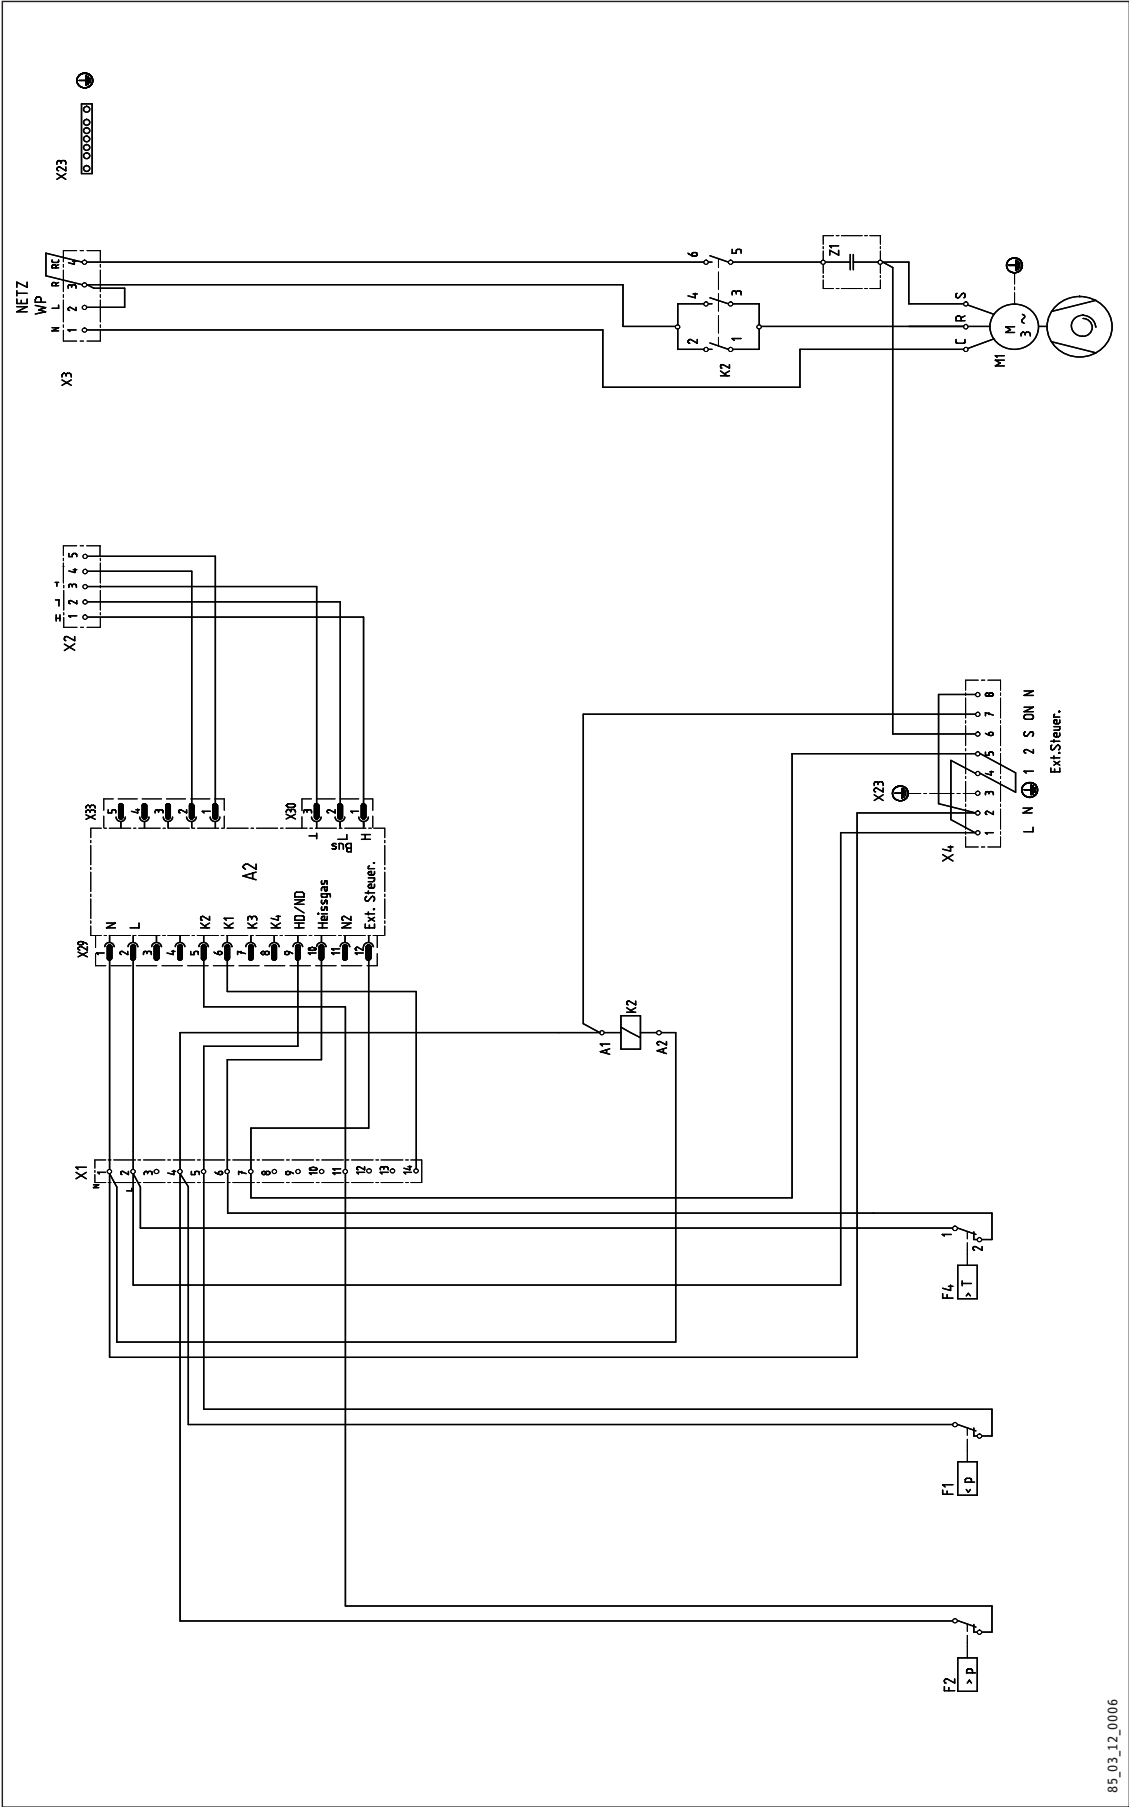 X23
NETZ
WP
N L R RC
1 2 3 4
X3
6 4 2
5 3 1
K2
Z1
C R S
M
3 ~
M1
X2
H L T
1 2 3 4 5
X33
5 4 3 2 1
X30
3 2 1
T
L
Bus
H
A2
X29
N
L
K2
K1
K3
K4
HD/ND
Heissgas
N2
Ext. Steuer.
1 2 3 4 5 6 7 8 9 10 11 12
X1
N L
1 2 3 4 5 6 7 8 9 10 11 12 13 14
A1
K2
A2
X23
X4
1 2 3 4 5 6 7 8
L N 1 2 S ON N
Ext.Steuer.
F4
> T
1
2
F1
< p
F2
> p
85_03_12_0006